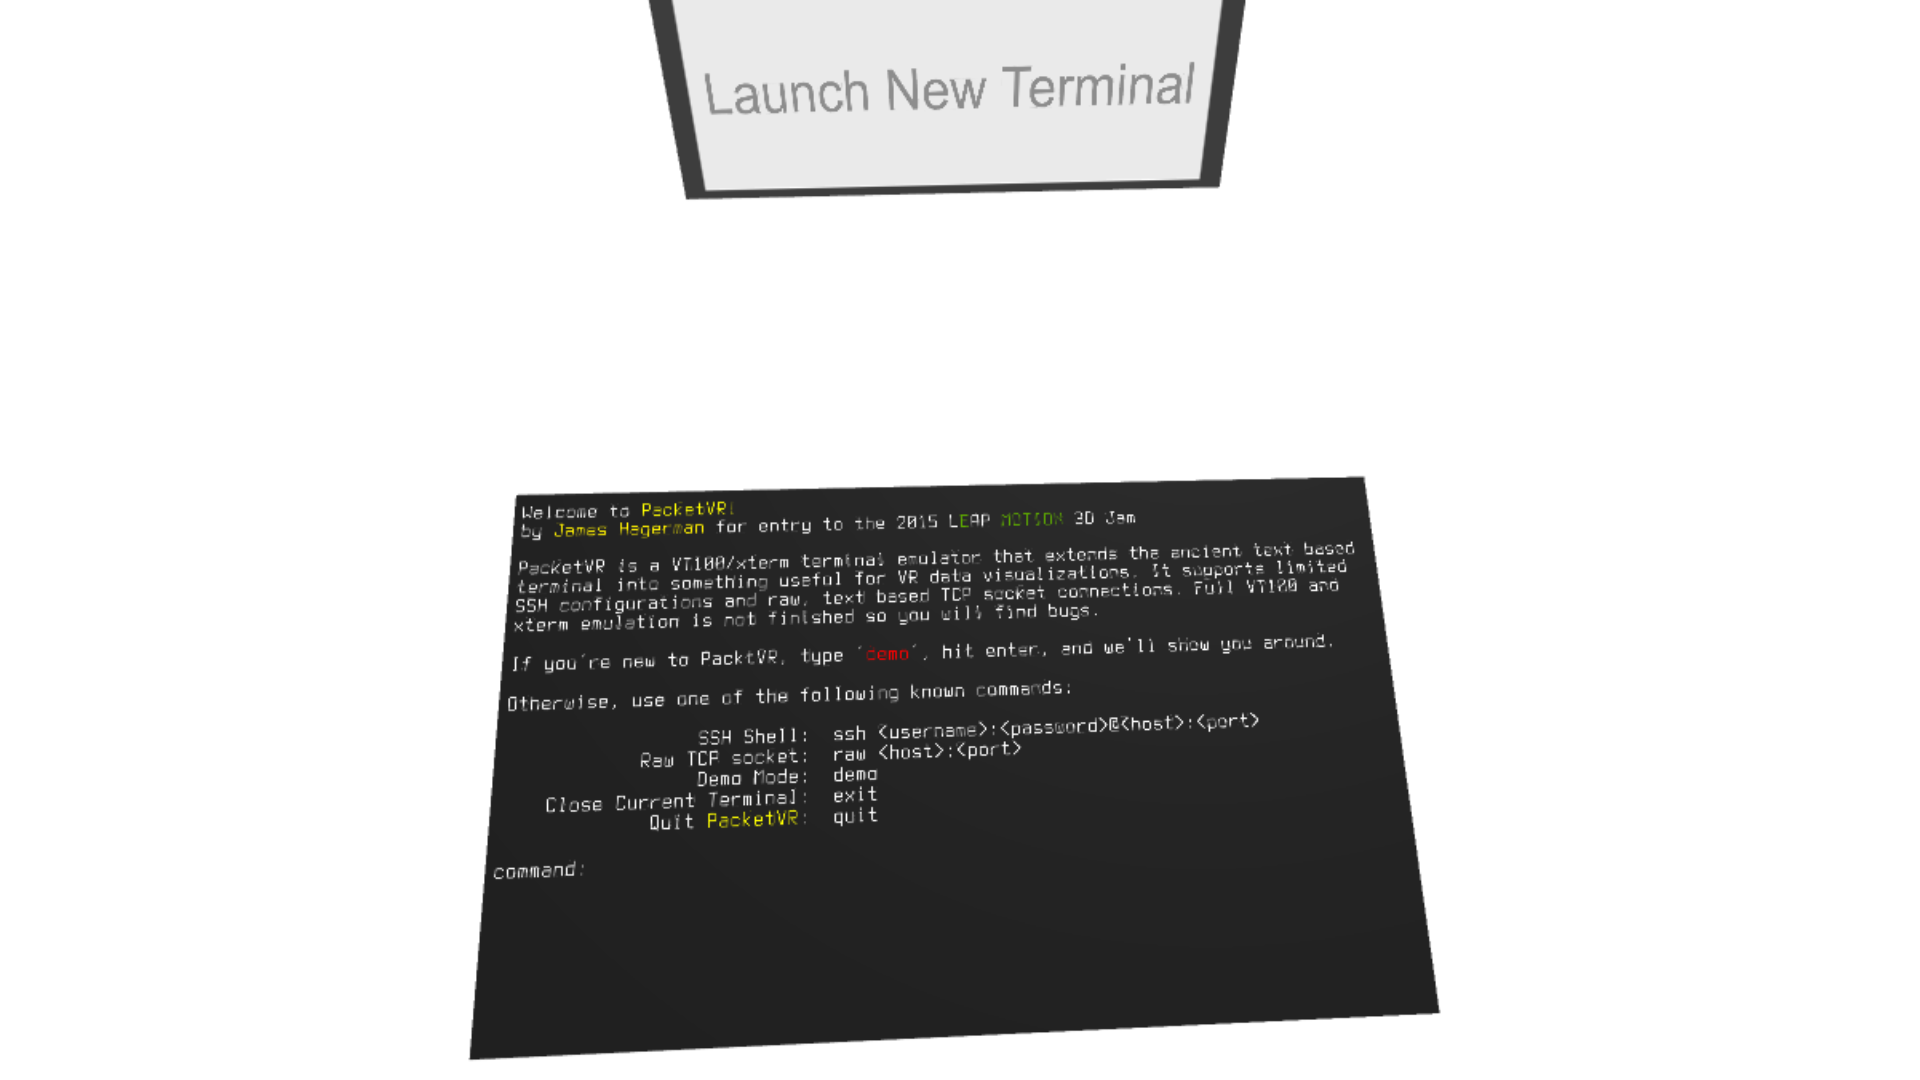 Launch New Terminal
Welcome to PacketVR!
by James Hagerman for entry to the 2015 LEAP MOTION 3D Jam
PacketVR is a VT100/xterm terminal emulator that extends the ancient text based
terminal into something useful for VR data visualizations. It supports limited
SSH configurations and raw, text based TCP socket connections. Full VT100 and
xterm emulation is not finished so you will find bugs.
If you're new to PacktVR, type 'demo', hit enter, and we'll show you around.
Otherwise, use one of the following known commands:
SSH Shell: ssh <username>:<password>@<host>:<port>
Raw TCP socket: raw <host>:<port>
Demo Mode: demo
Close Current Terminal: exit
Quit PacketVR: quit
command: